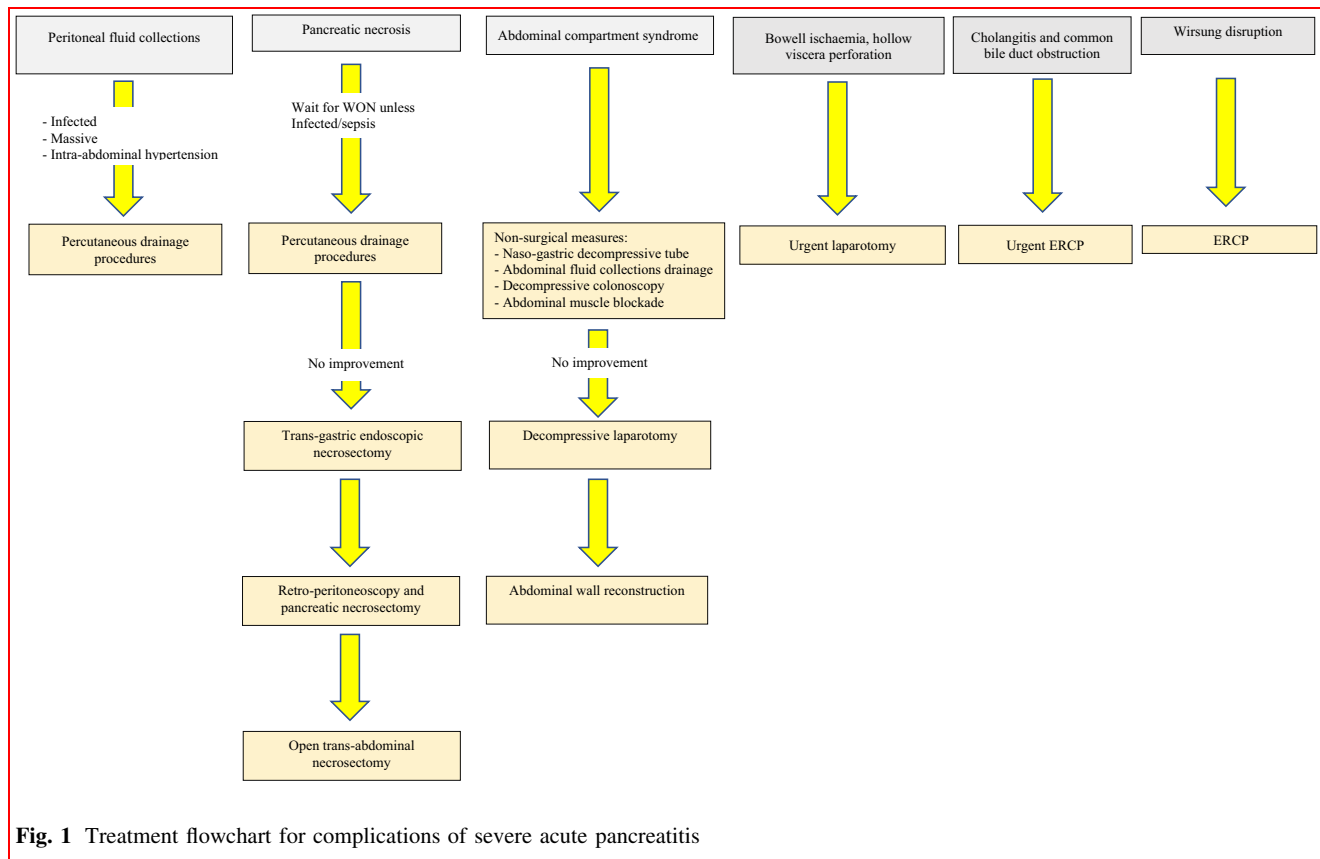 Peritoneal fluid collections
- Infected
- Massive
- Intra-abdominal hypertension
Percutaneous drainage
procedures
Pancreatic necrosis
Wait for WON unless
Infected/sepsis
Percutaneous drainage
procedures
No improvement
Trans-gastric endoscopic
necrosectomy
Retro-peritoneoscopy and
pancreatic necrosectomy
Open trans-abdominal
necrosectomy
Abdominal compartment syndrome
Non-surgical measures:
- Naso-gastric decompressive tube
- Abdominal fluid collections drainage
- Decompressive colonoscopy
- Abdominal muscle blockade
No improvement
Decompressive laparotomy
Abdominal wall reconstruction
Bowell ischaemia, hollow
viscera perforation
Urgent laparotomy
Cholangitis and common
bile duct obstruction
Urgent ERCP
Wirsung disruption
ERCP
Fig. 1 Treatment flowchart for complications of severe acute pancreatitis